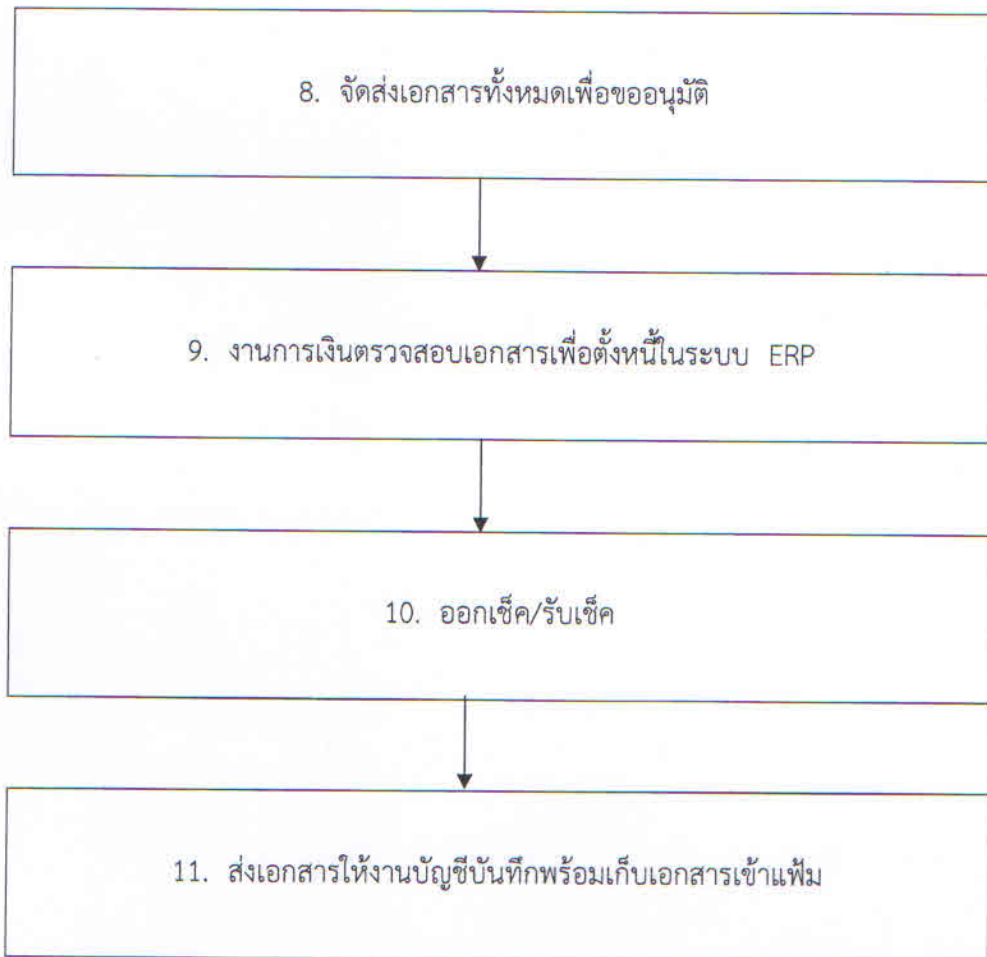 8. จัดส่งเอกสารทั้งหมดเพื่อขออนุมัติ
9. งานการเงินตรวจสอบเอกสารเพื่อตั้งหนี้ในระบบ ERP
10. ออกเช็ค/รับเช็ค
11. ส่งเอกสารให้งานบัญชีบันทึกพร้อมเก็บเอกสารเข้าแฟ้ม